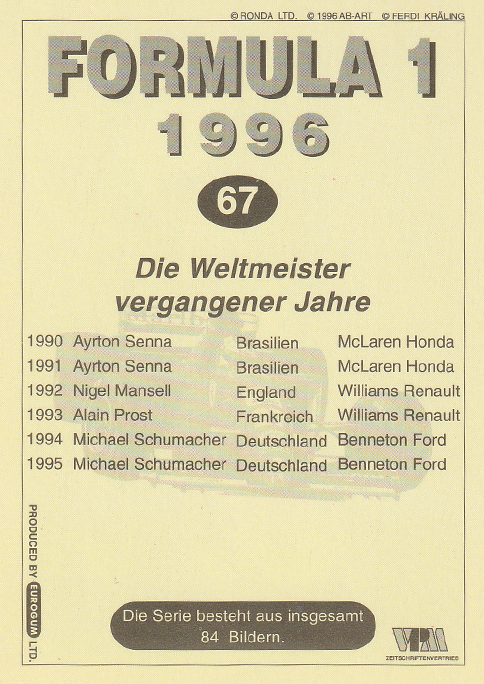 © RONDA LTD. © 1996 AB-ART © FERDI KRÄLING
FORMULA 1
1996
67
Die Weltmeister
vergangener Jahre
1990 Ayrton Senna Brasilien McLaren Honda
1991 Ayrton Senna Brasilien McLaren Honda
1992 Nigel Mansell England Williams Renault
1993 Alain Prost Frankreich Williams Renault
1994 Michael Schumacher Deutschland Benneton Ford
1995 Michael Schumacher Deutschland Benneton Ford
PRODUCED BY EUROGUM LTD.
Die Serie besteht aus insgesamt
84 Bildern.
VPM
ZEITSCHRIFTENVERTRIEB